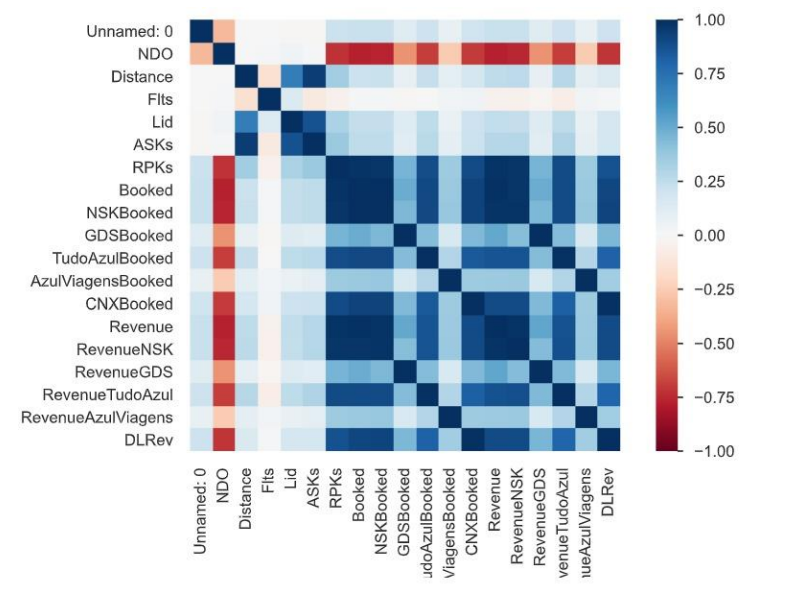 Unnamed: 0
NDO
Distance
Flts
Lid
ASKs
RPKs
Booked
NSKBooked
GDSBooked
TudoAzulBooked
AzulViagensBooked
CNXBooked
Revenue
RevenueNSK
RevenueGDS
RevenueTudoAzul
RevenueAzulViagens
DLRev
1.00
0.75
0.50
0.25
0.00
−0.25
−0.50
−0.75
−1.00
Unnamed: 0
NDO
Distance
Flts
Lid
ASKs
RPKs
Booked
NSKBooked
GDSBooked
udoAzulBooked
ViagensBooked
CNXBooked
Revenue
RevenueNSK
RevenueGDS
venueTudoAzul
nueAzulViagens
DLRev